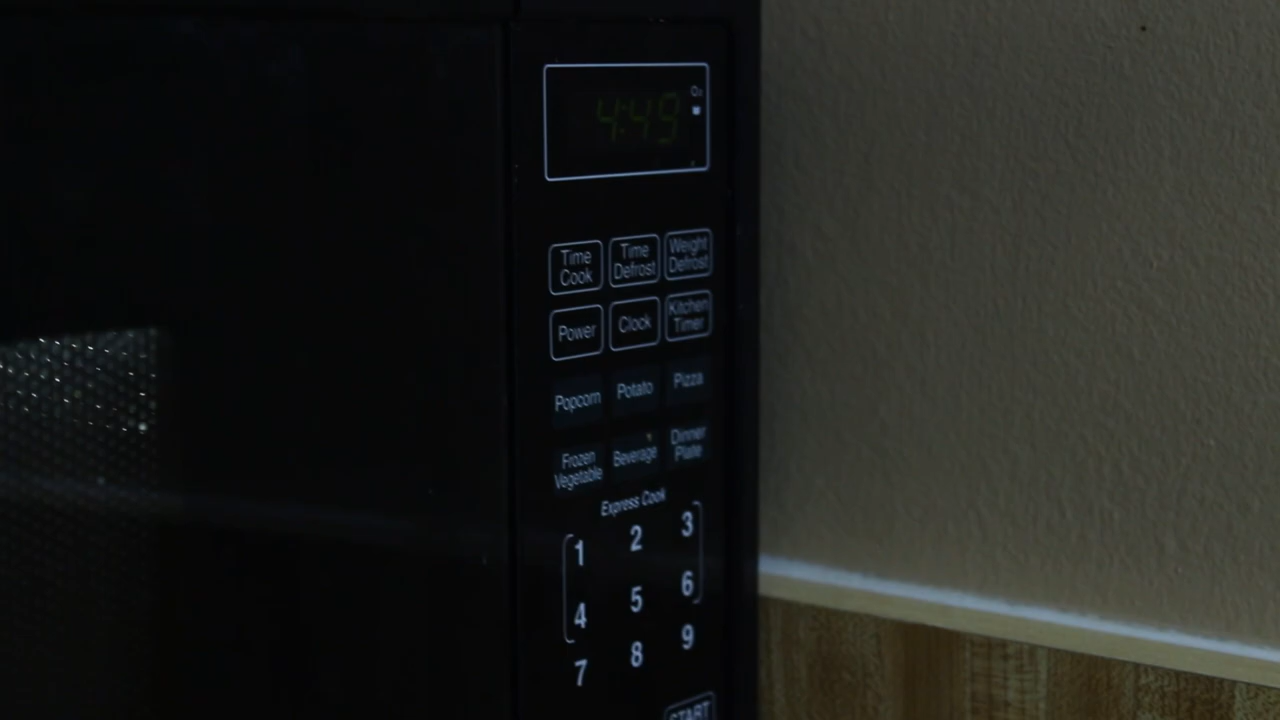 4:49
Time Cook
Time Defrost
Weight Defrost
Power
Clock
Kitchen Timer
Popcorn
Potato
Pizza
Frozen Vegetable
Beverage
Dinner Plate
Express Cook
1 2 3
4 5 6
7 8 9
START